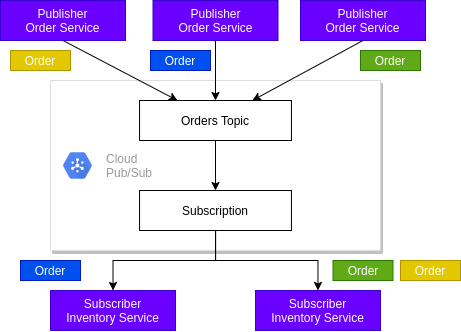 Publisher
Order Service
Publisher
Order Service
Publisher
Order Service
Order
Order
Order
Orders Topic
Cloud
Pub/Sub
Subscription
Order
Order
Order
Subscriber
Inventory Service
Subscriber
Inventory Service